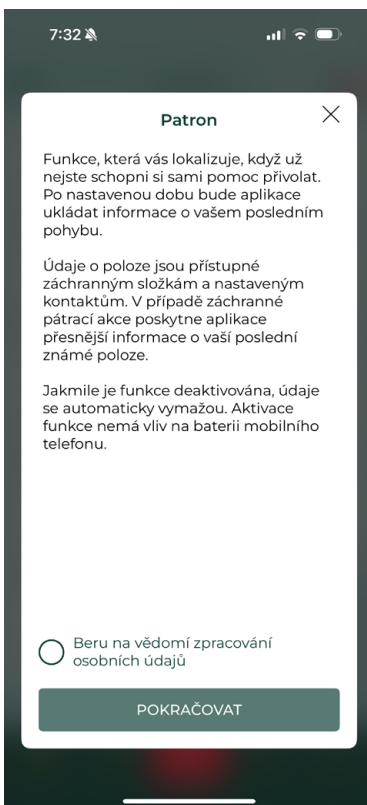 7:32
Patron
Funkce, která vás lokalizuje, když už
nejste schopni si sami pomoc přivolat.
Po nastavenou dobu bude aplikace
ukládat informace o vašem posledním
pohybu.
Údaje o poloze jsou přístupné
záchranným složkám a nastaveným
kontaktům. V případě záchranné
pátrací akce poskytne aplikace
přesnější informace o vaší poslední
známé poloze.
Jakmile je funkce deaktivována, údaje
se automaticky vymažou. Aktivace
funkce nemá vliv na baterii mobilního
telefonu.
Beru na vědomí zpracování
osobních údajů
POKRAČOVAT